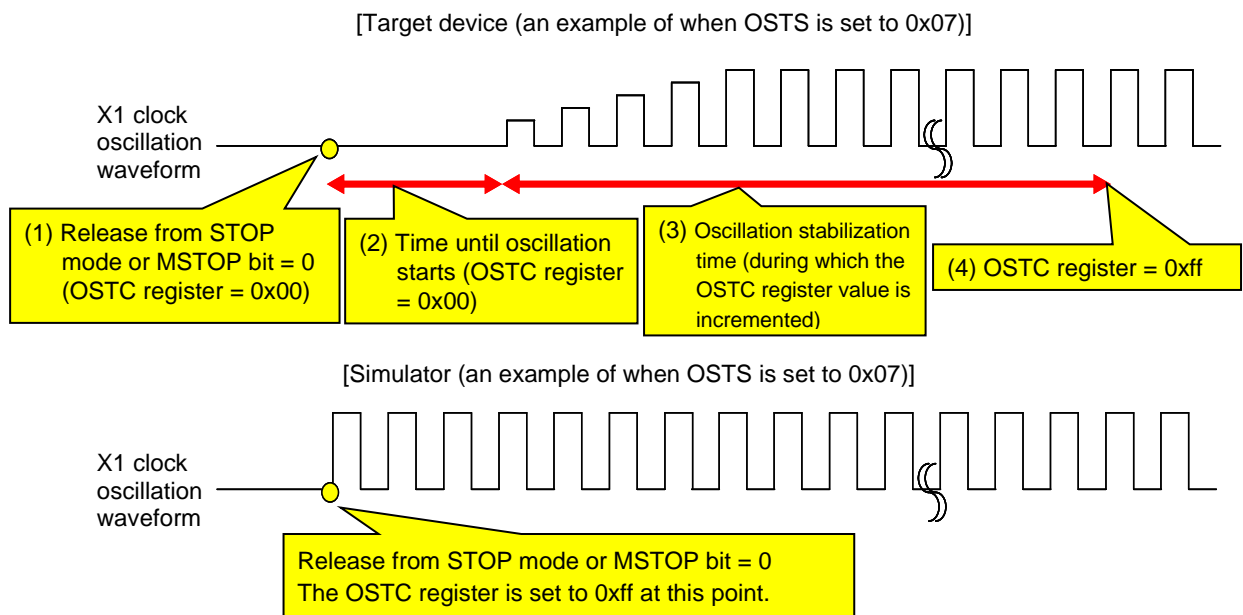 [Target device (an example of when OSTS is set to 0x07)]
X1 clock
oscillation
waveform
(1) Release from STOP
mode or MSTOP bit = 0
(OSTC register = 0x00)
(2) Time until oscillation
starts (OSTC register
= 0x00)
(3) Oscillation stabilization
time (during which the
OSTC register value is
incremented)
(4) OSTC register = 0xff
[Simulator (an example of when OSTS is set to 0x07)]
X1 clock
oscillation
waveform
Release from STOP mode or MSTOP bit = 0
The OSTC register is set to 0xff at this point.